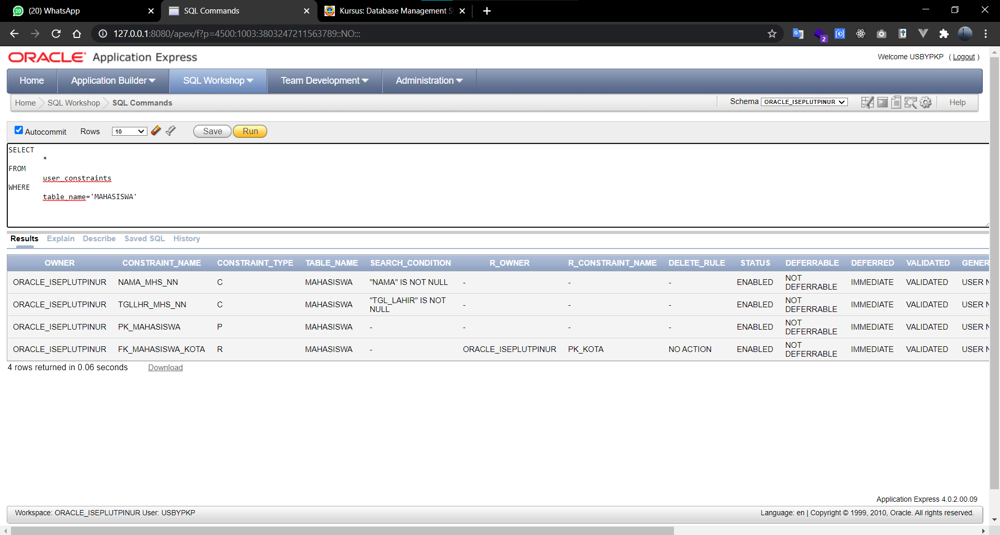 (20) WhatsApp
SQL Commands
Kursus: Database Management S
127.0.0.1:8080/apex/f?p=4500:1003:3803247211563789::NO:::
2
ORACLE Application Express
Welcome USBYPKP ( Logout )
Home Application Builder SQL Workshop Team Development Administration
Home SQL Workshop SQL Commands
Schema ORACLE_ISEPLUTPINUR Help
Autocommit Rows 10 Save Run
SELECT
*
FROM
user_constraints
WHERE
table_name='MAHASISWA'
Results Explain Describe Saved SQL History
OWNER CONSTRAINT_NAME CONSTRAINT_TYPE TABLE_NAME SEARCH_CONDITION R_OWNER R_CONSTRAINT_NAME DELETE_RULE STATUS DEFERRABLE DEFERRED VALIDATED GENER
ORACLE_ISEPLUTPINUR NAMA_MHS_NN C MAHASISWA "NAMA" IS NOT NULL - - - ENABLED NOT DEFERRABLE IMMEDIATE VALIDATED USER N
ORACLE_ISEPLUTPINUR TGLLHR_MHS_NN C MAHASISWA "TGL_LAHIR" IS NOT NULL - - - ENABLED NOT DEFERRABLE IMMEDIATE VALIDATED USER N
ORACLE_ISEPLUTPINUR PK_MAHASISWA P MAHASISWA - - - - ENABLED NOT DEFERRABLE IMMEDIATE VALIDATED USER N
ORACLE_ISEPLUTPINUR FK_MAHASISWA_KOTA R MAHASISWA - ORACLE_ISEPLUTPINUR PK_KOTA NO ACTION ENABLED NOT DEFERRABLE IMMEDIATE VALIDATED USER N
4 rows returned in 0.06 seconds Download
Application Express 4.0.2.00.09
Workspace: ORACLE_ISEPLUTPINUR User: USBYPKP
Language: en | Copyright © 1999, 2010, Oracle. All rights reserved.